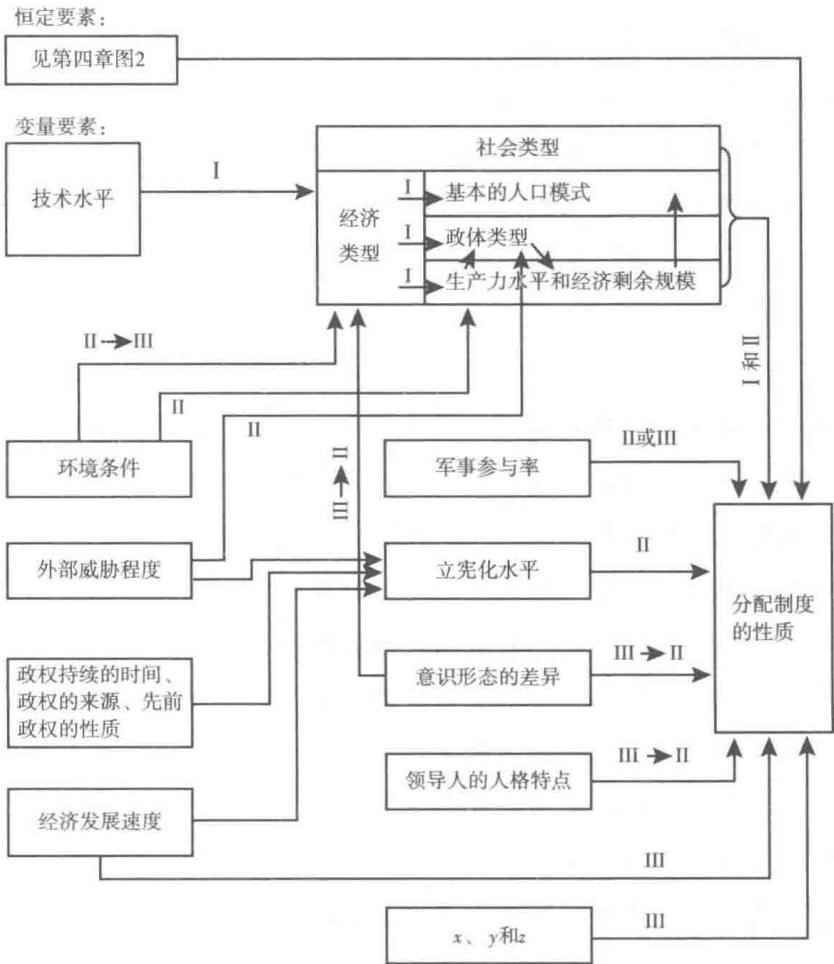 恒定要素：
见第四章图2
变量要素：
技术水平
I
社会类型
经济
类型
I
基本的人口模式
I
政体类型
I
生产力水平和经济剩余规模
I和II
II→III
II
II
环境条件
III→II
军事参与率
II或III
外部威胁程度
立宪化水平
II
分配制度
的性质
政权持续的时间、
政权的来源、先前
政权的性质
意识形态的差异
III→II
领导人的人格特点
III→II
经济发展速度
III
x、y和z
III